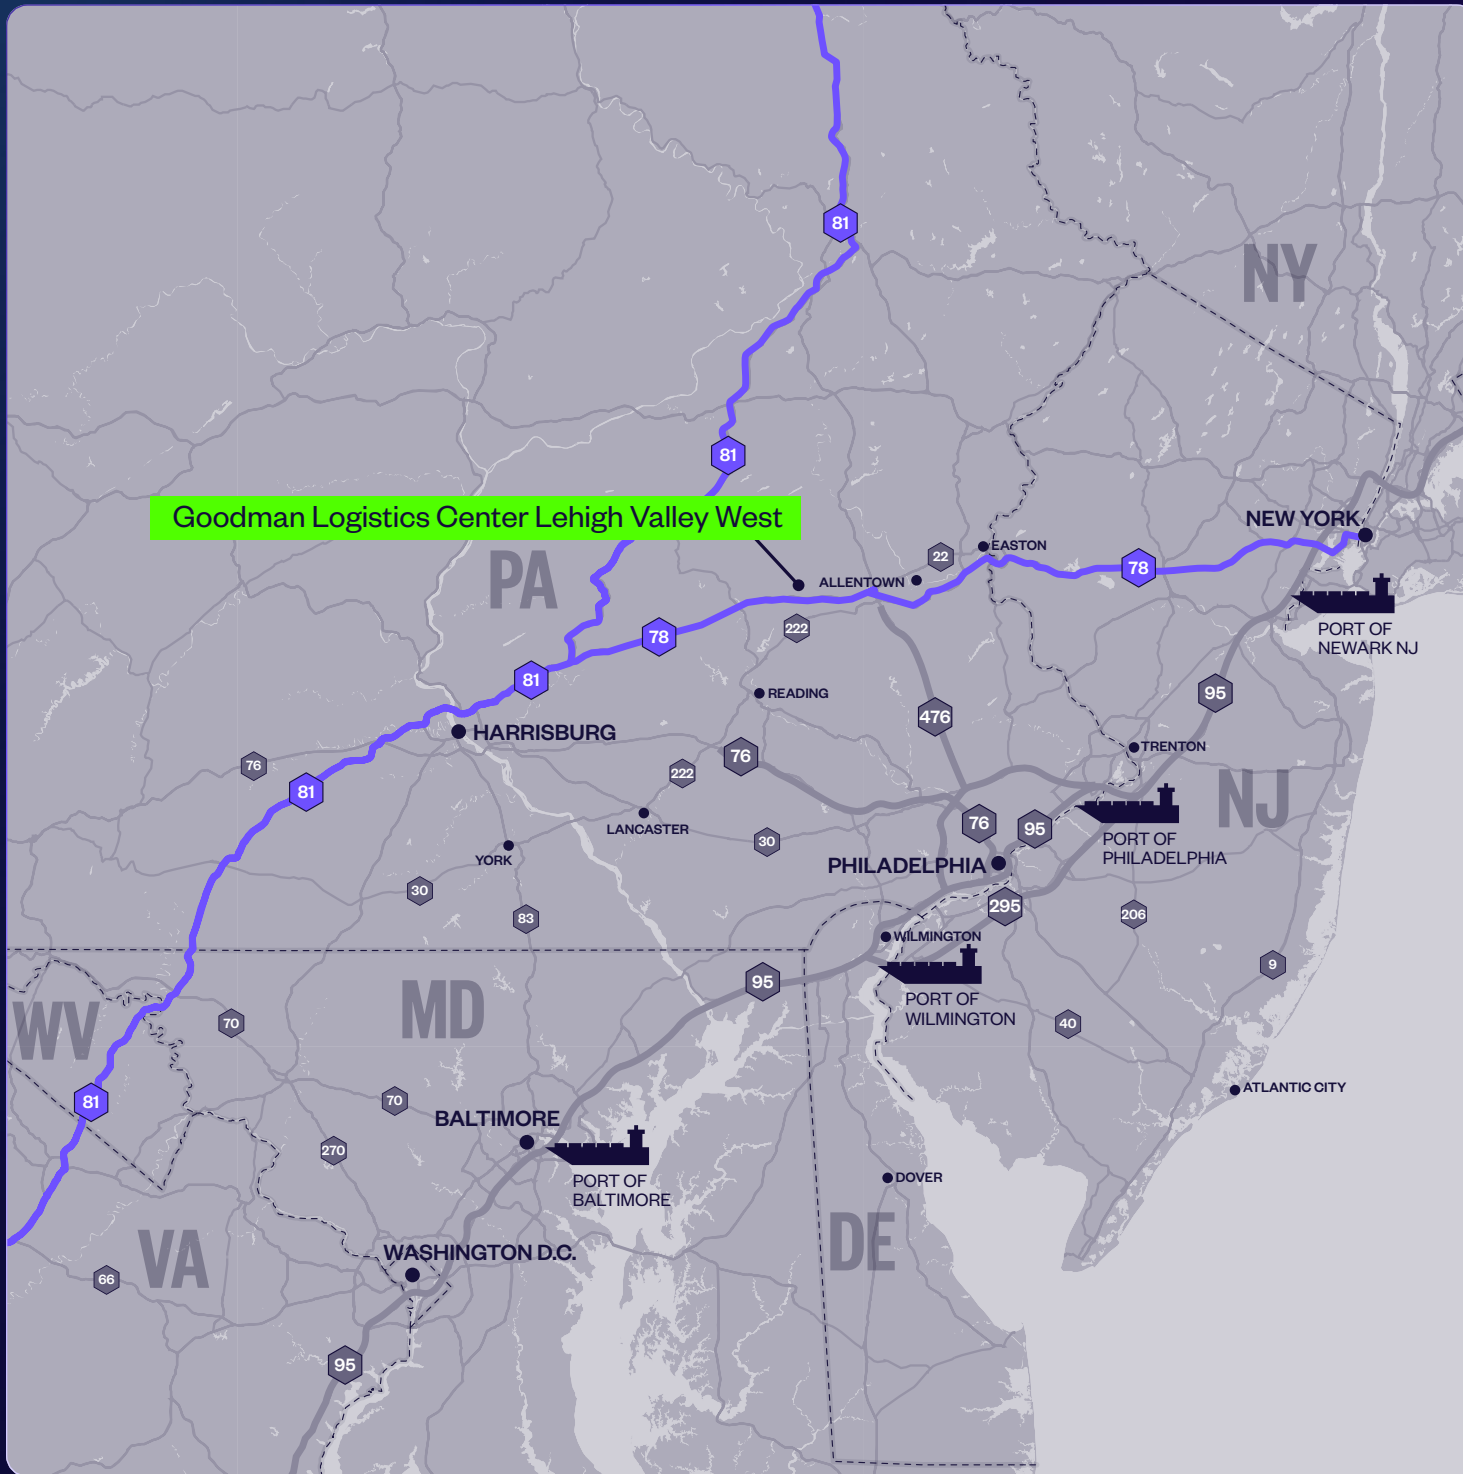 81
NY
81
Goodman Logistics Center Lehigh Valley West
NEW YORK
PA
22
EASTON
78
ALLENTOWN
PORT OF
NEWARK NJ
222
78
81
READING
95
476
HARRISBURG
TRENTON
76
76
222
81
NJ
LANCASTER
76
95
30
PORT OF
PHILADELPHIA
YORK
PHILADELPHIA
30
83
295
206
WILMINGTON
9
95
PORT OF
WILMINGTON
WV
MD
70
40
81
70
ATLANTIC CITY
BALTIMORE
270
PORT OF
BALTIMORE
DOVER
VA
DE
WASHINGTON D.C.
66
95